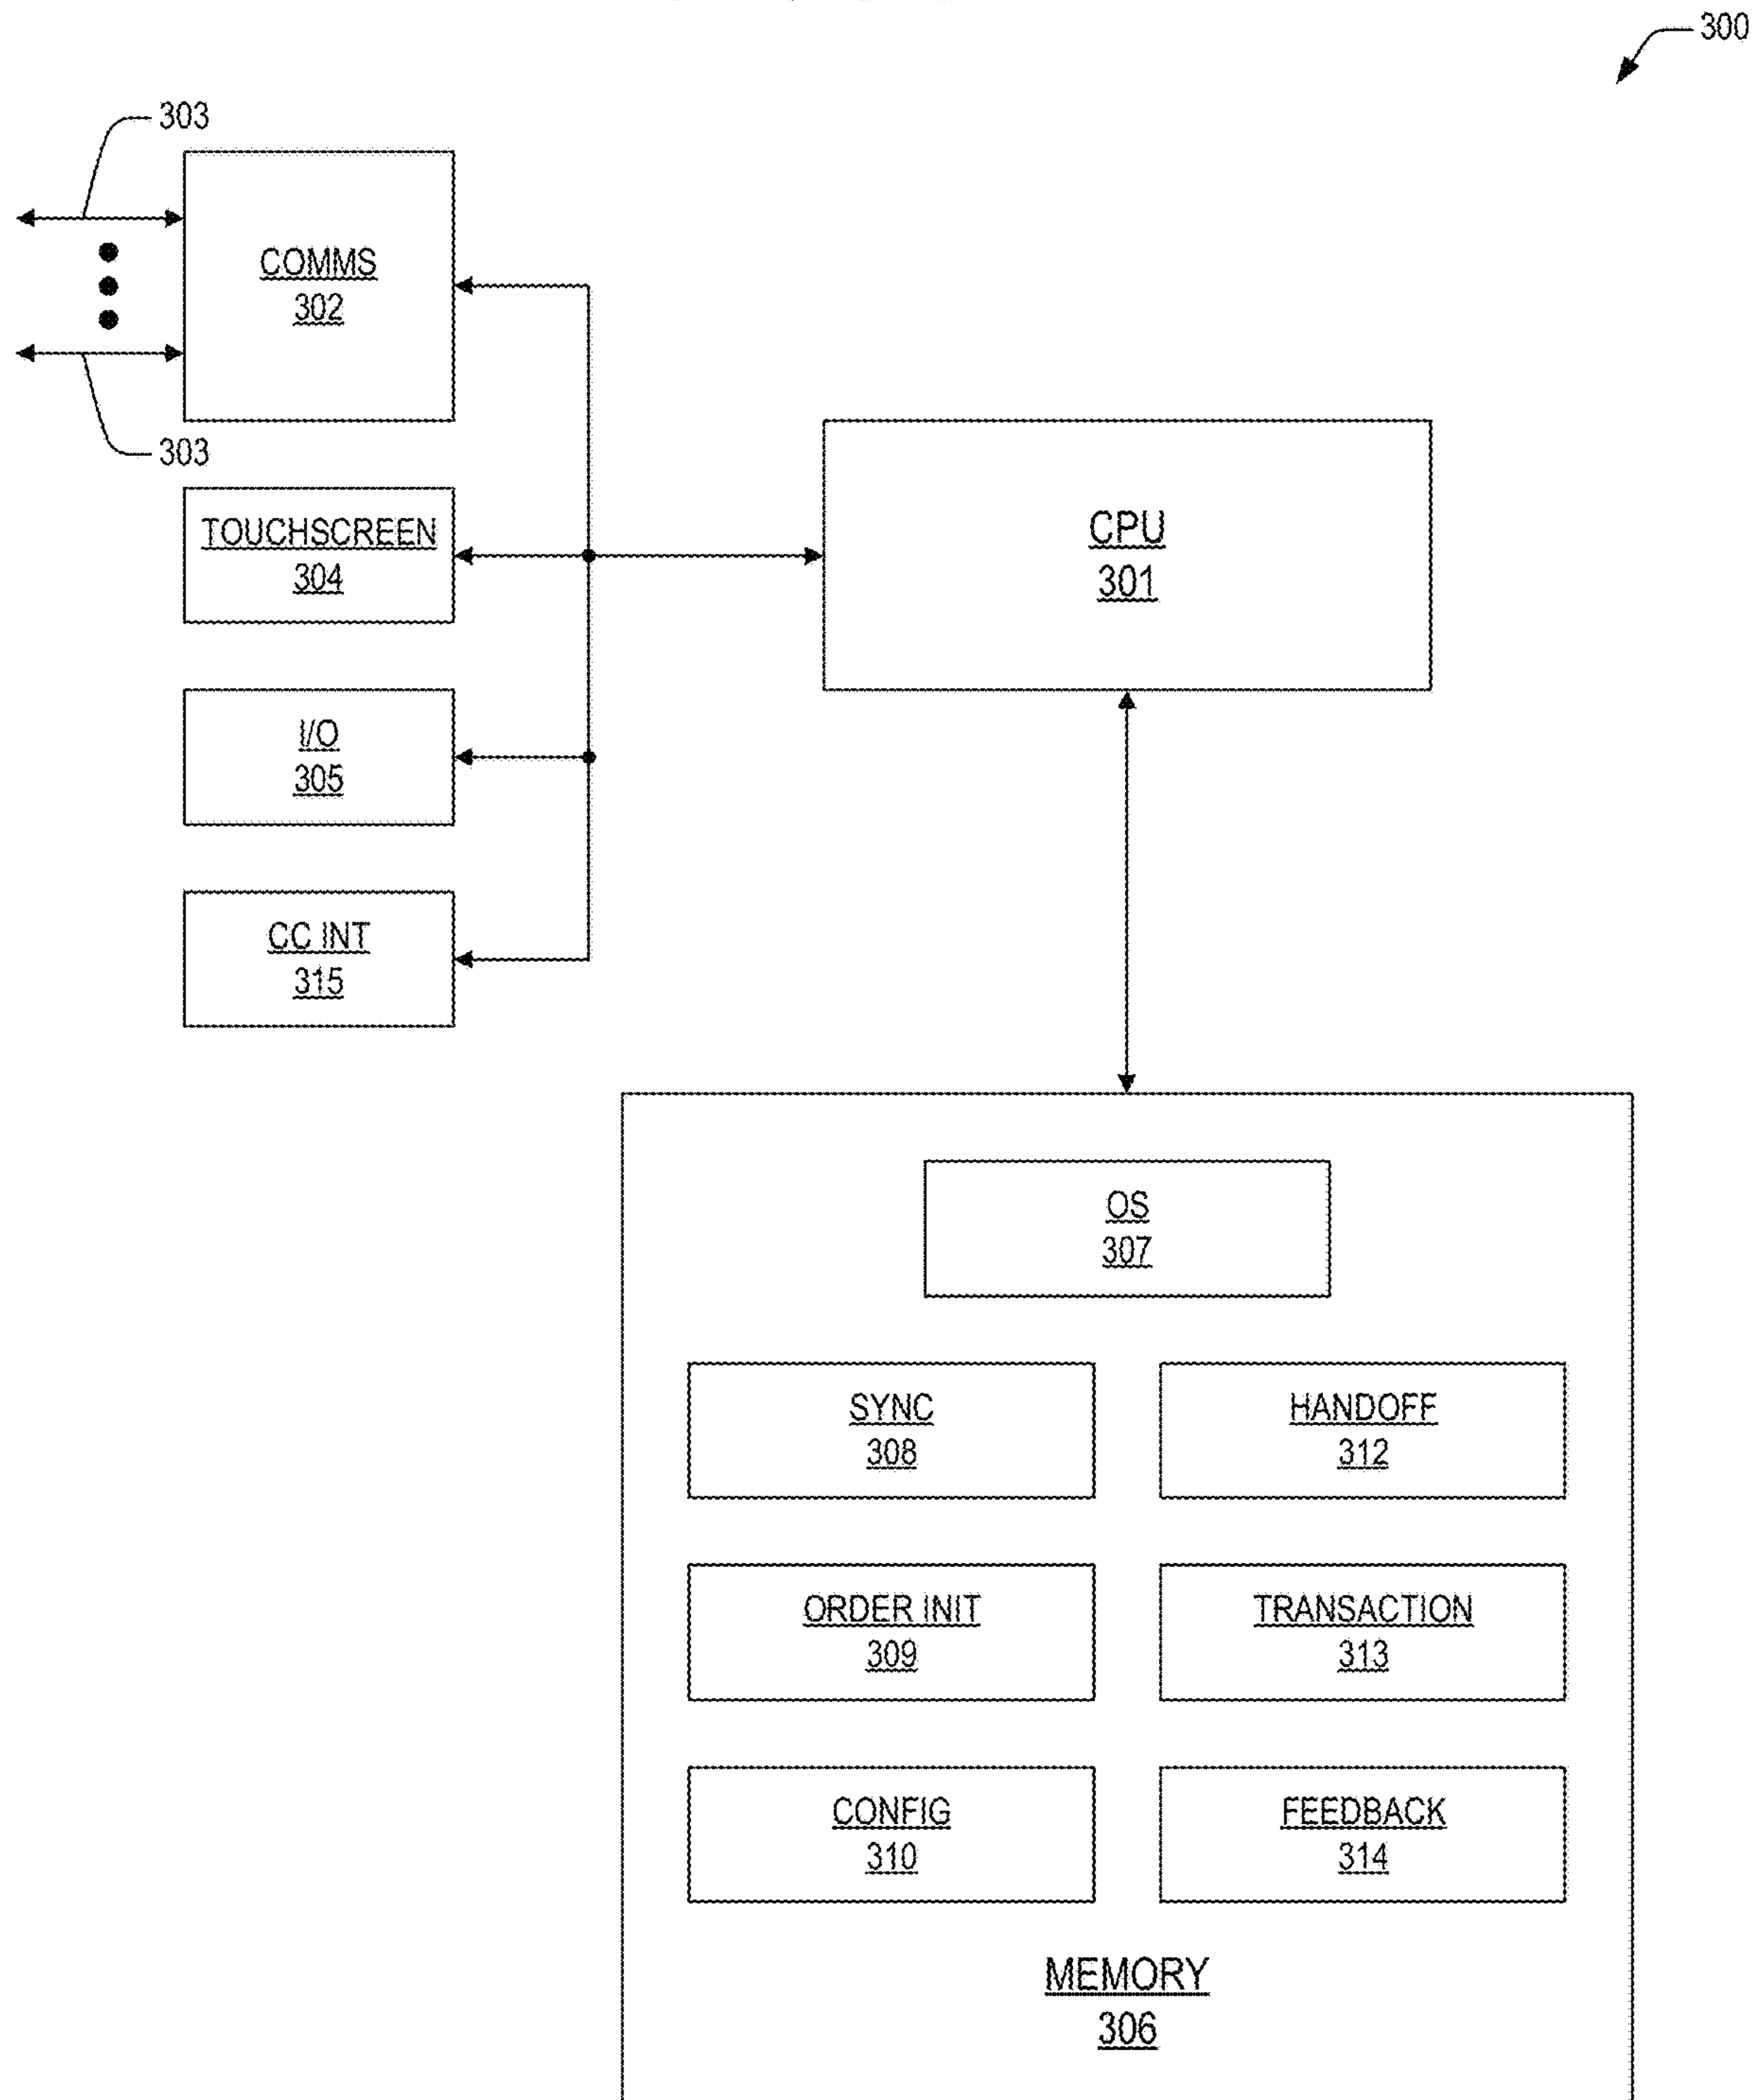 300
303
COMMS
302
303
TOUCHSCREEN
304
CPU
301
I/O
305
CC INT
315
OS
307
SYNC
308
HANDOFF
312
ORDER INIT
309
TRANSACTION
313
CONFIG
310
FEEDBACK
314
MEMORY
306